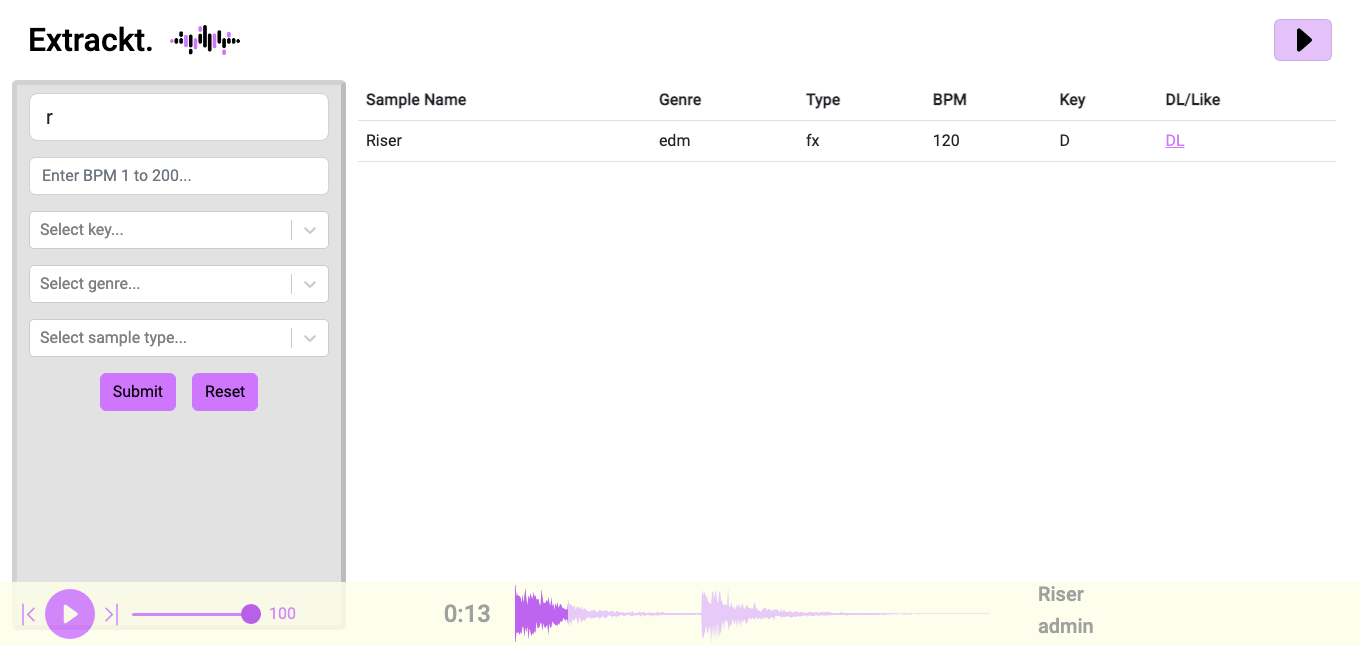 Extrackt.
r
Enter BPM 1 to 200...
Select key...
Select genre...
Select sample type...
Submit Reset
Sample Name Genre Type BPM Key DL/Like
Riser edm fx 120 D DL
100
0:13
Riser
admin